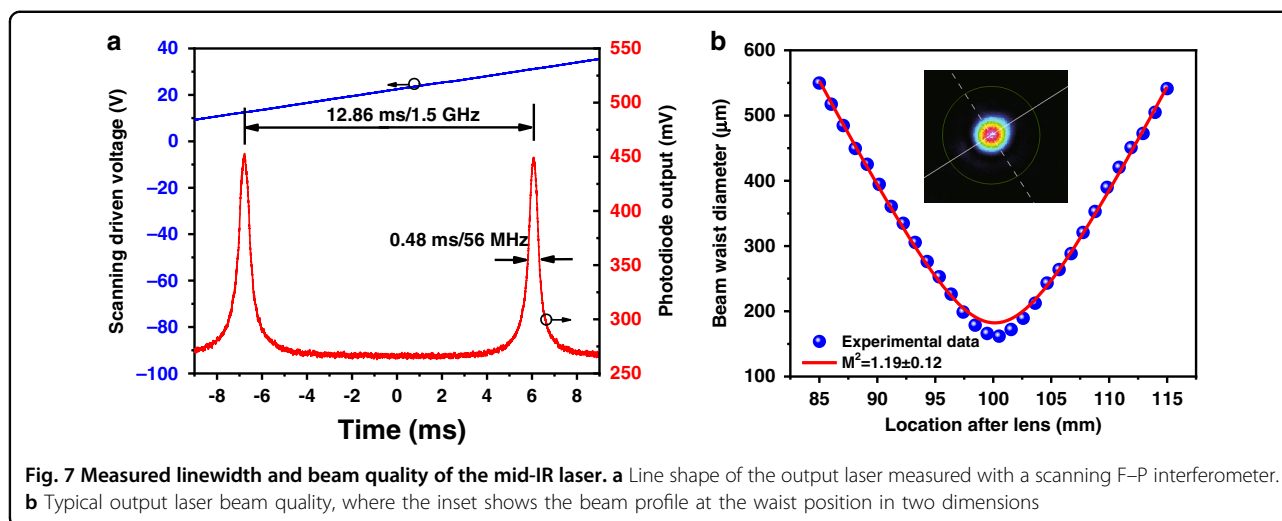 a
40
20
0
−20
−40
−60
−80
−100
Scanning driven voltage (V)
12.86 ms/1.5 GHz
0.48 ms/56 MHz
550
500
450
400
350
300
250
Photodiode output (mV)
-8 -6 -4 -2 0 2 4 6 8
Time (ms)
b
600
500
400
300
200
100
Beam waist diameter (μm)
Experimental data
M²=1.19±0.12
85 90 95 100 105 110 115
Location after lens (mm)
Fig. 7 Measured linewidth and beam quality of the mid-IR laser. a Line shape of the output laser measured with a scanning F–P interferometer.
b Typical output laser beam quality, where the inset shows the beam profile at the waist position in two dimensions